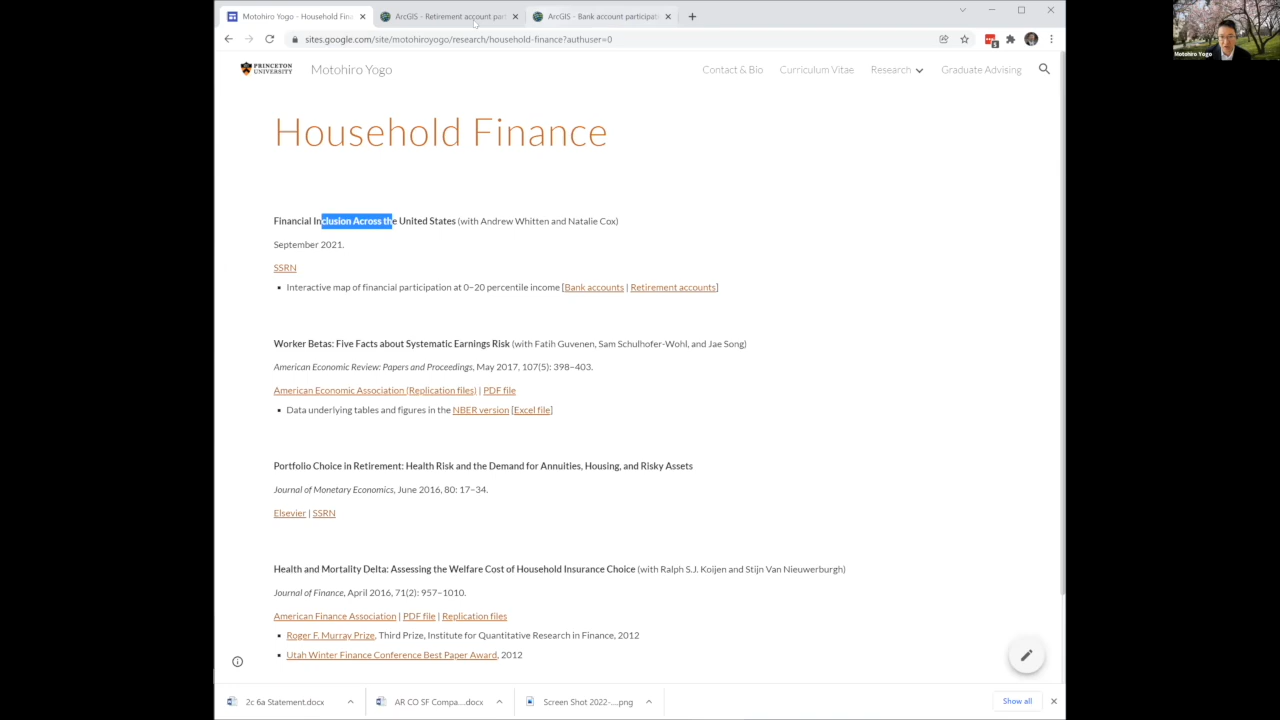 Motohiro Yogo - Household Fina
ArcGIS - Retirement account par
ArcGIS - Bank account participat
sites.google.com/site/motohiroyogo/research/household-finance?authuser=0
Motohiro Yogo
PRINCETON
UNIVERSITY
Motohiro Yogo
Contact & Bio
Curriculum Vitae
Research
Graduate Advising
Household Finance
Financial Inclusion Across the United States (with Andrew Whitten and Natalie Cox)
September 2021.
SSRN
▪ Interactive map of financial participation at 0–20 percentile income [Bank accounts | Retirement accounts]
Worker Betas: Five Facts about Systematic Earnings Risk (with Fatih Guvenen, Sam Schulhofer-Wohl, and Jae Song)
American Economic Review: Papers and Proceedings, May 2017, 107(5): 398–403.
American Economic Association (Replication files) | PDF file
▪ Data underlying tables and figures in the NBER version [Excel file]
Portfolio Choice in Retirement: Health Risk and the Demand for Annuities, Housing, and Risky Assets
Journal of Monetary Economics, June 2016, 80: 17–34.
Elsevier | SSRN
Health and Mortality Delta: Assessing the Welfare Cost of Household Insurance Choice (with Ralph S.J. Koijen and Stijn Van Nieuwerburgh)
Journal of Finance, April 2016, 71(2): 957–1010.
American Finance Association | PDF file | Replication files
▪ Roger F. Murray Prize, Third Prize, Institute for Quantitative Research in Finance, 2012
▪ Utah Winter Finance Conference Best Paper Award, 2012
2c 6a Statement.docx
AR CO SF Compa....docx
Screen Shot 2022-....png
Show all